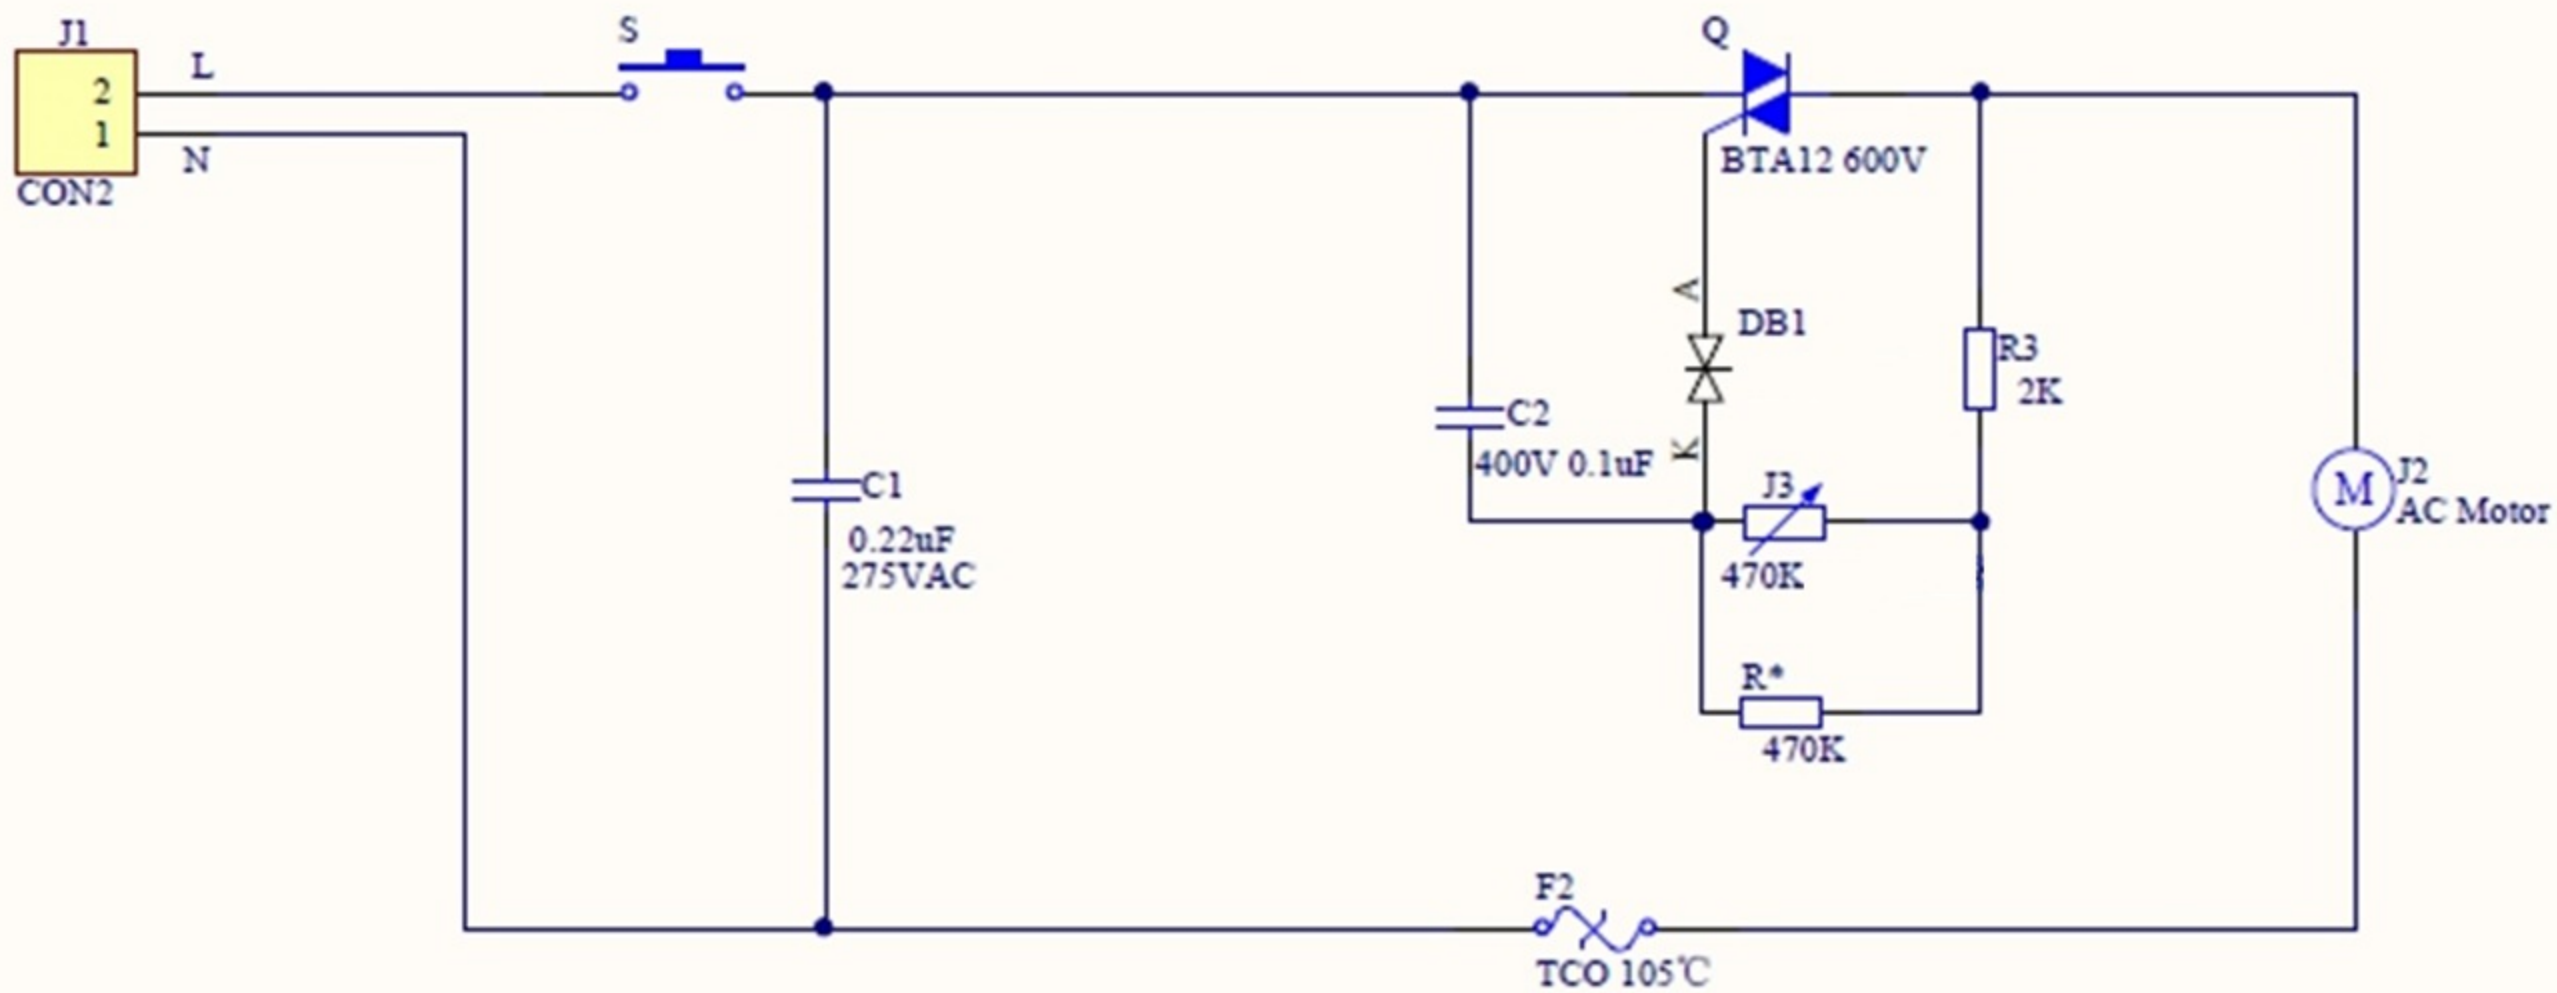 J1
2
1
CON2
L
N
S
C1
0.22uF
275VAC
C2
400V 0.1uF
Q
BTA12 600V
A
DB1
K
R3
2K
J3
470K
R*
470K
M
J2
AC Motor
F2
TCO 105℃